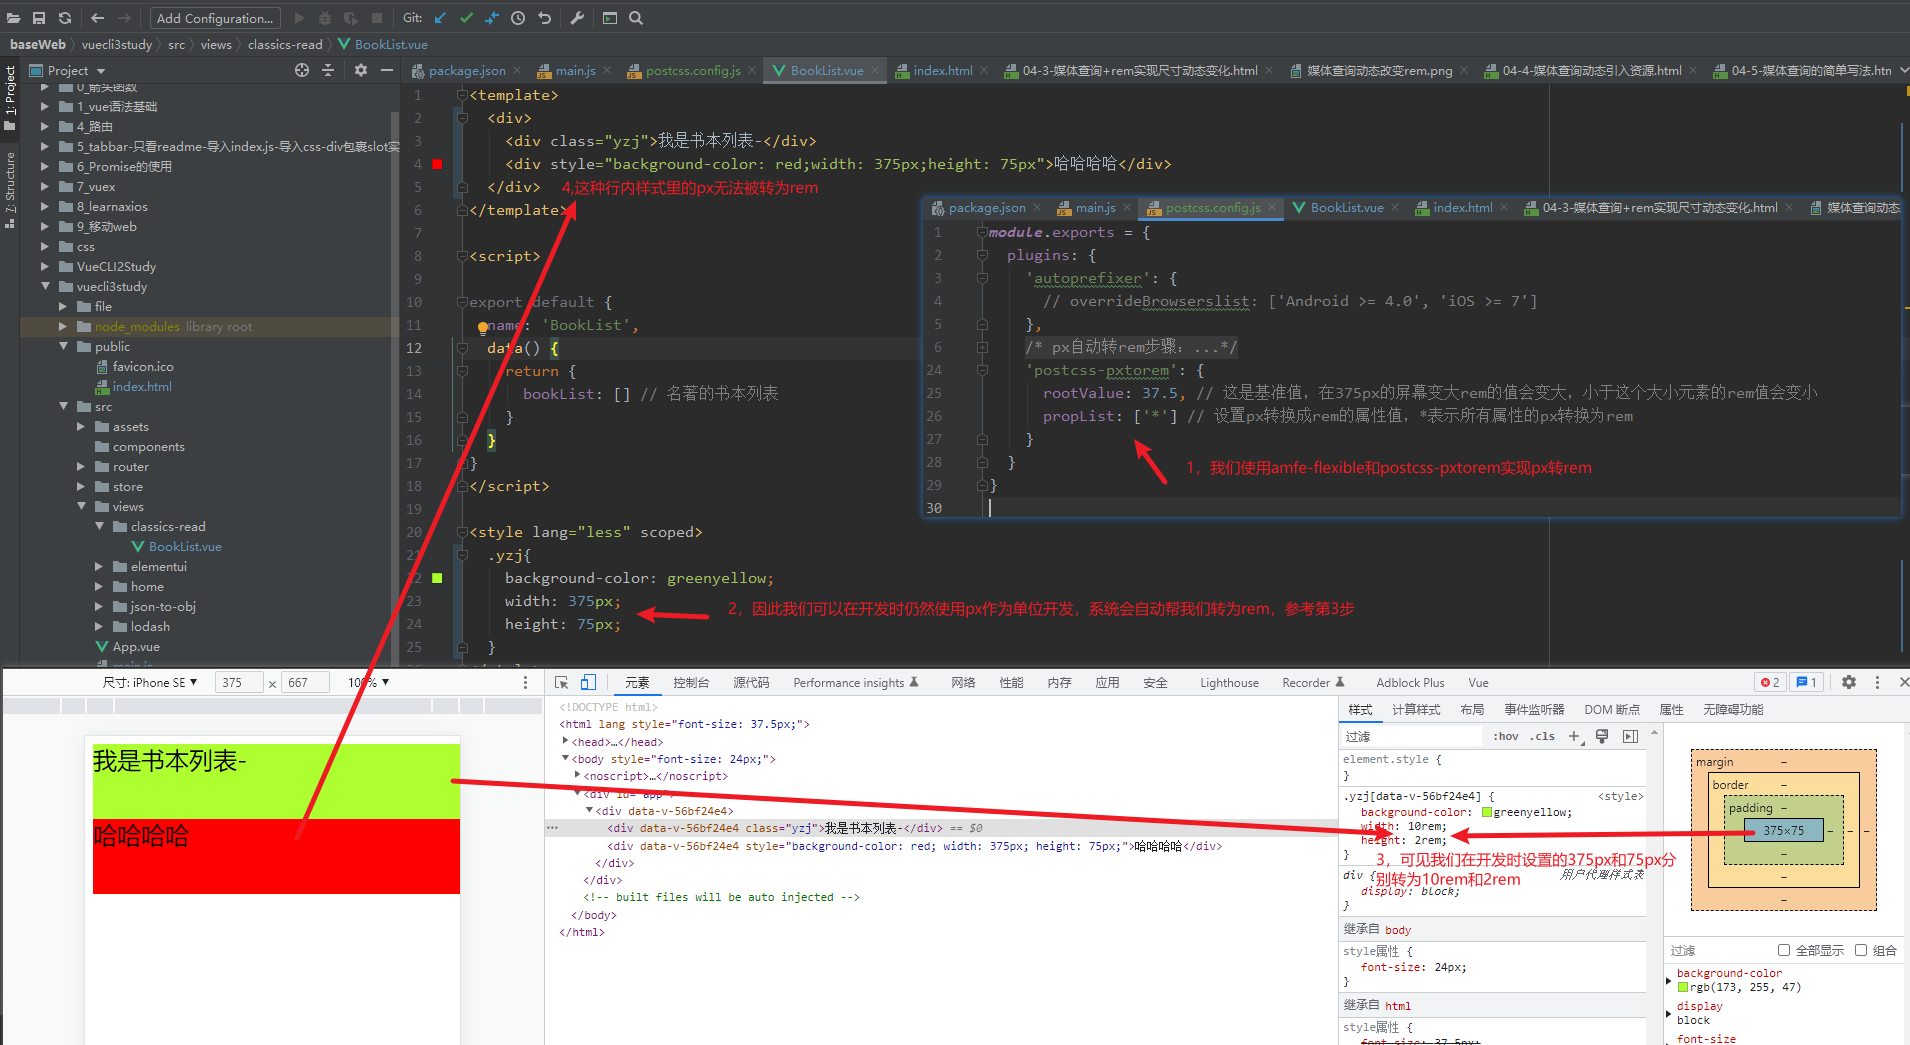 Add Configuration...
Git:
baseWeb vuecli3study src views classics-read BookList.vue
1: Project
7: Structure
Project
0_箭头函数
1_vue语法基础
4_路由
5_tabbar-只看readme-导入index.js-导入css-div包裹slot实
6_Promise的使用
7_vuex
8_learnaxios
9_移动web
css
VueCLI2Study
vuecli3study
file
node_modules library root
public
favicon.ico
index.html
src
assets
components
router
store
views
classics-read
BookList.vue
elementui
home
json-to-obj
lodash
App.vue
main.js
package.json main.js postcss.config.js BookList.vue index.html 04-3-媒体查询+rem实现尺寸动态变化.html 媒体查询动态改变rem.png 04-4-媒体查询动态引入资源.html 04-5-媒体查询的简单写法.htm
1 <template>
2 <div>
3 <div class="yzj">我是书本列表-</div>
4 <div style="background-color: red;width: 375px;height: 75px">哈哈哈哈</div>
5 </div>
4,这种行内样式里的px无法被转为rem
6 </template>
7
8 <script>
9
10 export default {
11 name: 'BookList',
12 data() {
13 return {
14 bookList: [] // 名著的书本列表
15 }
16 }
17 }
18 </script>
19
20 <style lang="less" scoped>
21 .yzj{
22 background-color: greenyellow;
23 width: 375px;
2，因此我们可以在开发时仍然使用px作为单位开发，系统会自动帮我们转为rem，参考第3步
24 height: 75px;
25 }
package.json main.js postcss.config.js BookList.vue index.html 04-3-媒体查询+rem实现尺寸动态变化.html 媒体查询动态
1 module.exports = {
2 plugins: {
3 'autoprefixer': {
4 // overrideBrowserslist: ['Android >= 4.0', 'iOS >= 7']
5 },
6 /* px自动转rem步骤: ...*/
24 'postcss-pxtorem': {
25 rootValue: 37.5, // 这是基准值，在375px的屏幕变大rem的值会变大，小于这个大小元素的rem值会变小
26 propList: ['*'] // 设置px转换成rem的属性值，*表示所有属性的px转换为rem
27 }
28 }
1，我们使用amfe-flexible和postcss-pxtorem实现px转rem
29 }
30
尺寸: iPhone SE ▼ 375 × 667 100% ▼
我是书本列表-
哈哈哈哈
元素 控制台 源代码 Performance insights 网络 性能 内存 应用 安全 Lighthouse Recorder Adblock Plus Vue 2 1
<!DOCTYPE html>
<html lang style="font-size: 37.5px;">
<head>…</head>
<body style="font-size: 24px;">
<noscript>…</noscript>
<div id="app">
<div data-v-56bf24e4>
<div data-v-56bf24e4 class="yzj">我是书本列表-</div> == $0
<div data-v-56bf24e4 style="background-color: red; width: 375px; height: 75px;">哈哈哈哈</div>
</div>
</div>
<!-- built files will be auto injected -->
</body>
</html>
样式 计算样式 布局 事件监听器 DOM 断点 属性 无障碍功能
过滤 :hov .cls +
element.style {
}
.yzj[data-v-56bf24e4] { <style>
background-color: greenyellow;
width: 10rem;
height: 2rem;
}
3，可见我们在开发时设置的375px和75px分
别转为10rem和2rem
div { 用户代理样式表
display: block;
}
继承自 body
style属性 {
font-size: 24px;
}
继承自 html
style属性 {
font-size: 37.5px;
margin –
border –
padding –
– 375×75 – – –
–
–
–
过滤 全部显示 组合
background-color
rgb(173, 255, 47)
display
block
font-size